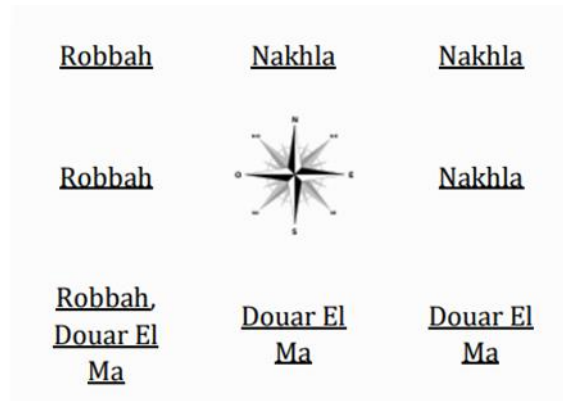 Robbah Nakhla Nakhla
N
Robbah Nakhla
O E
S
Robbah,
Douar El
Ma
Douar El
Ma
Douar El
Ma